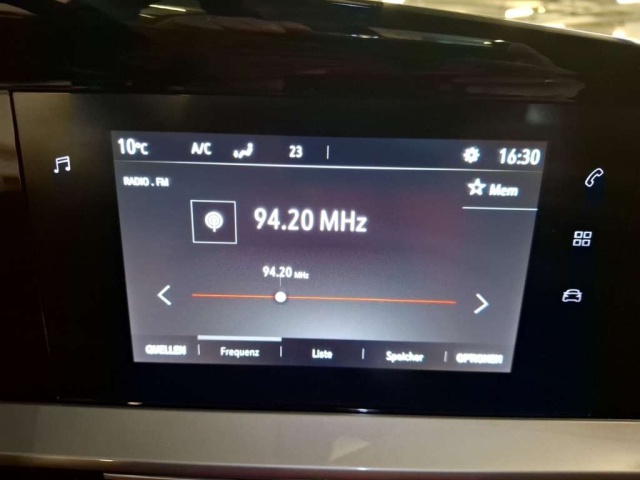 10°C A/C 23 16:30
RADIO . FM
Mem
94.20 MHz
94.20 MHz
QUELLEN Frequenz Liste Speicher OPTIONEN